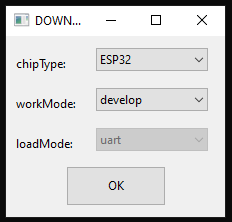 DOWN...
chipType: ESP32
workMode: develop
loadMode: uart
OK